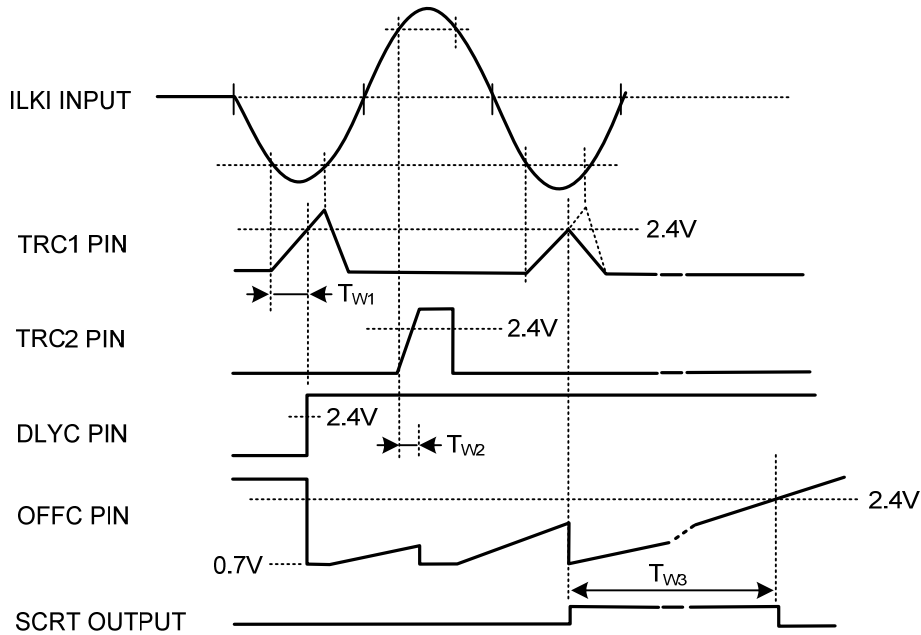 ILKI INPUT
TRC1 PIN
2.4V
TW1
TRC2 PIN
2.4V
DLYC PIN
2.4V
TW2
OFFC PIN
2.4V
0.7V
TW3
SCRT OUTPUT